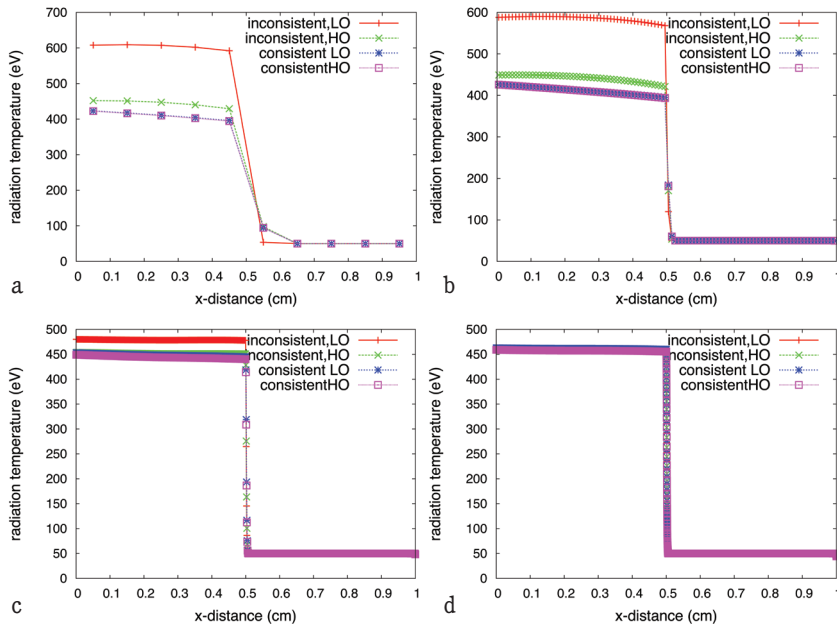 700
600
500
400
300
200
100
0
radiation temperature (eV)
inconsistent,LO
inconsistent,HO
consistent LO
consistentHO
0 0.1 0.2 0.3 0.4 0.5 0.6 0.7 0.8 0.9 1
x-distance (cm)
a
600
500
400
300
200
100
0
radiation temperature (eV)
inconsistent,LO
inconsistent,HO
consistent LO
consistentHO
0 0.1 0.2 0.3 0.4 0.5 0.6 0.7 0.8 0.9 1
x-distance (cm)
b
500
450
400
350
300
250
200
150
100
50
0
radiation temperature (eV)
inconsistent,LO
inconsistent,HO
consistent LO
consistentHO
0 0.1 0.2 0.3 0.4 0.5 0.6 0.7 0.8 0.9 1
x-distance (cm)
c
500
450
400
350
300
250
200
150
100
50
0
radiation temperature (eV)
inconsistent,LO
inconsistent,HO
consistent LO
consistentHO
0 0.1 0.2 0.3 0.4 0.5 0.6 0.7 0.8 0.9 1
x-distance (cm)
d